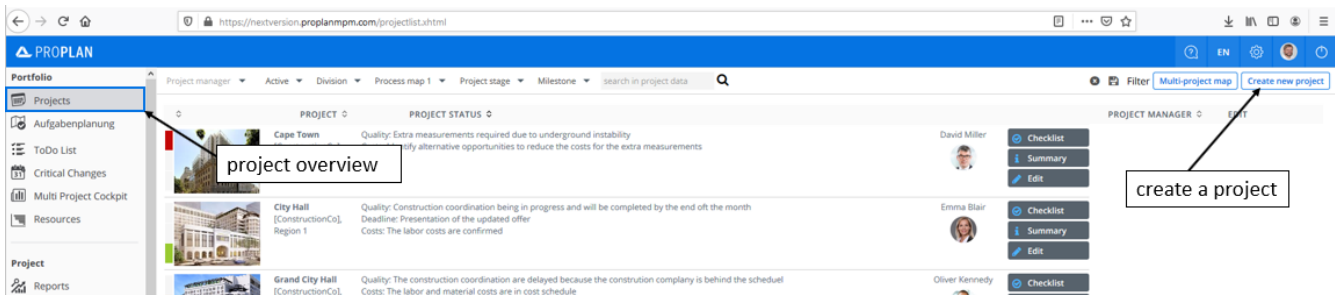 https://nextversion.proplanmpm.com/projectlist.xhtml
PROPLAN
EN
Portfolio
Project manager Active Division Process map 1 Project stage Milestone search in project data Filter Multi-project map Create new project
Projects
PROJECT PROJECT STATUS PROJECT MANAGER EDIT
Aufgabenplanung
ToDo List
Critical Changes
Multi Project Cockpit
Resources
Project
Reports
project overview
create a project
Cape Town Quality: Extra measurements required due to underground instability David Miller Checklist
alternative opportunities to reduce the costs for the extra measurements Summary
Edit
City Hall Quality: Construction coordination being in progress and will be completed by the end oft the month Emma Blair Checklist
[ConstructionCo], Deadline: Presentation of the updated offer Summary
Region 1 Costs: The labor costs are confirmed
Edit
Grand City Hall Quality: The construction coordination are delayed because the constrution complany is behind the scheduel Oliver Kennedy Checklist
[ConstructionCo], Costs: The labor and material costs are in cost schedule